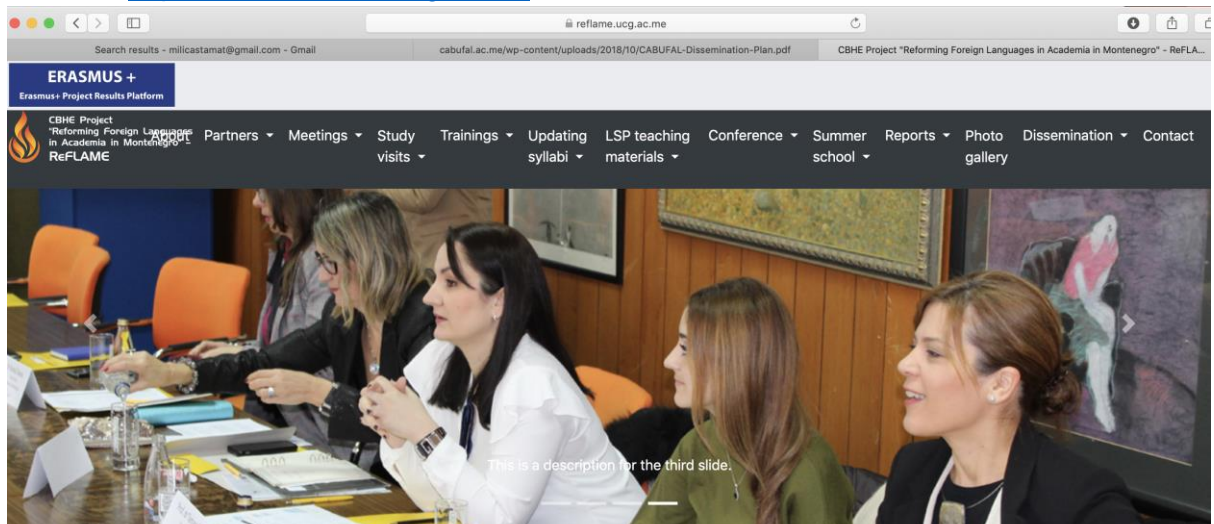 reflame.ucg.ac.me
Search results - milicastamat@gmail.com - Gmail
cabufal.ac.me/wp-content/uploads/2018/10/CABUFAL-Dissemination-Plan.pdf
CBHE Project "Reforming Foreign Languages in Academia in Montenegro" - ReFLA...
ERASMUS +
Erasmus+ Project Results Platform
CBHE Project
"Reforming Foreign Languages
in Academia in Montenegro" -
ReFLAME
About
Partners
Meetings
Study
visits
Trainings
Updating
syllabi
LSP teaching
materials
Conference
Summer
school
Reports
Photo
gallery
Dissemination
Contact
This is a description for the third slide.